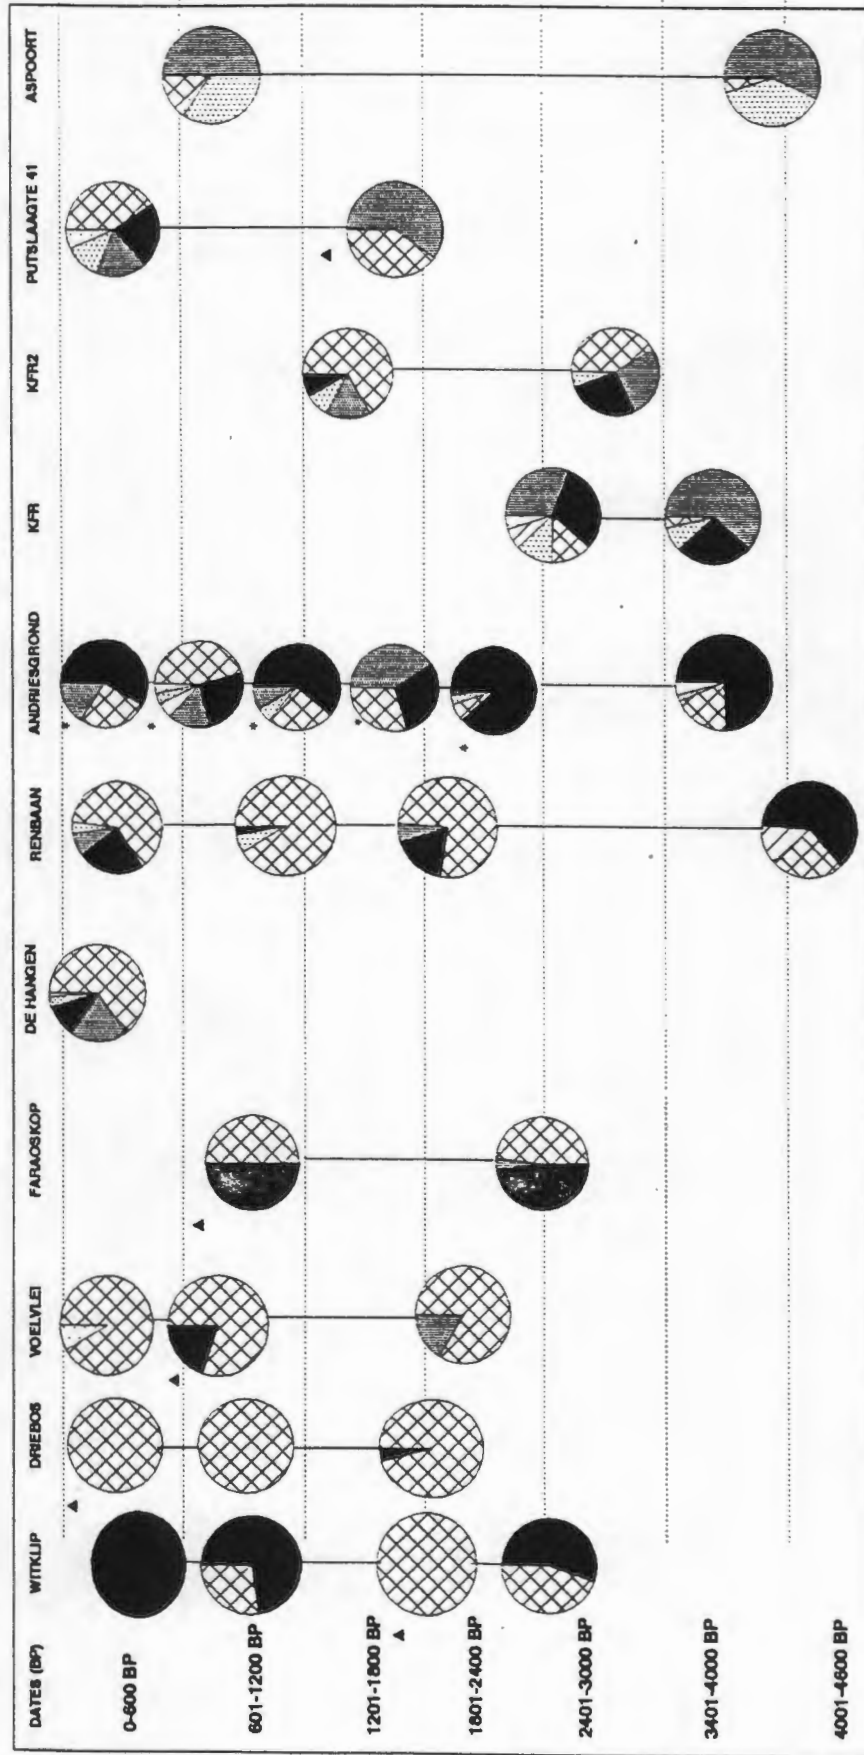 DATES (BP) WITKLIP DRIEBOS VOELVLEI FARAOSKOP DE HANGEN RENBAAN ANDRIESGROND KFR KFR2 PUTSLAAGTE 41 ASPOORT
0-600 BP
601-1200 BP
1201-1800 BP
1801-2400 BP
2401-3000 BP
3401-4000 BP
4001-4600 BP